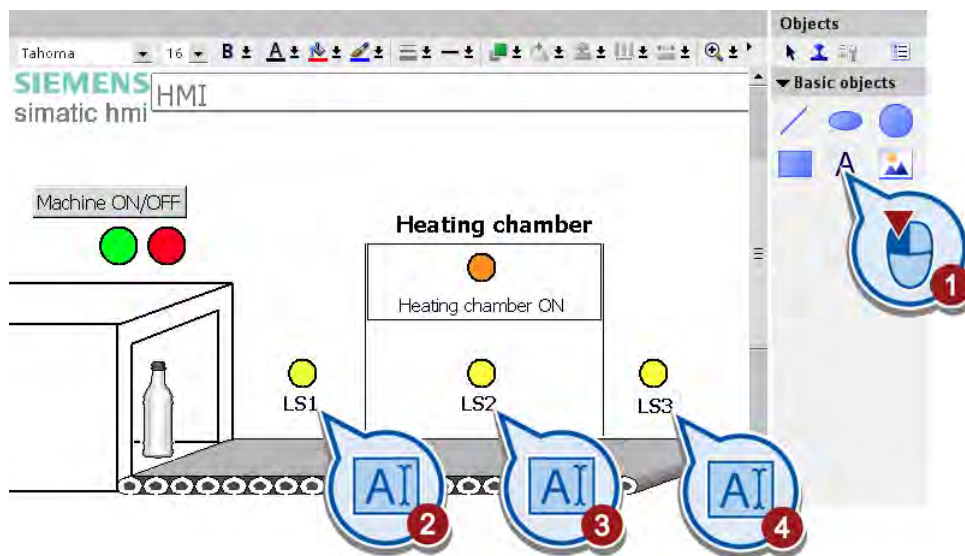 Objects
Tahoma 16 B A
Basic objects
SIEMENS
simatic hmi
HMI
A
Machine ON/OFF
Heating chamber
1
Heating chamber ON
LS1
LS2
LS3
A
A
A
2
3
4